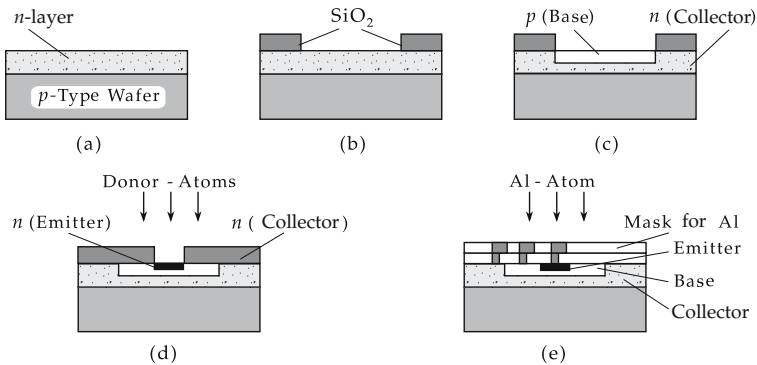 n-layer
p-Type Wafer
(a)
SiO₂
(b)
p (Base)
n (Collector)
(c)
Donor - Atoms
n (Emitter)
n ( Collector)
(d)
Al - Atom
Mask for Al
Emitter
Base
Collector
(e)